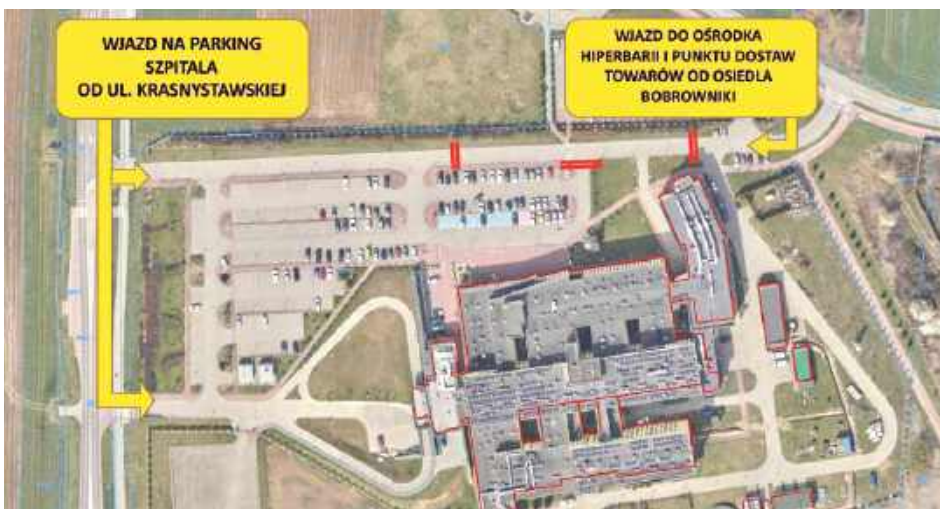 WJAZD NA PARKING
SZPITALA
OD UL. KRASNYSTAWSKIEJ
WJAZD DO OŚRODKA
HIPERBARII I PUNKTU DOSTAW
TOWARÓW OD OSIEDLA
BOBROWNIKI